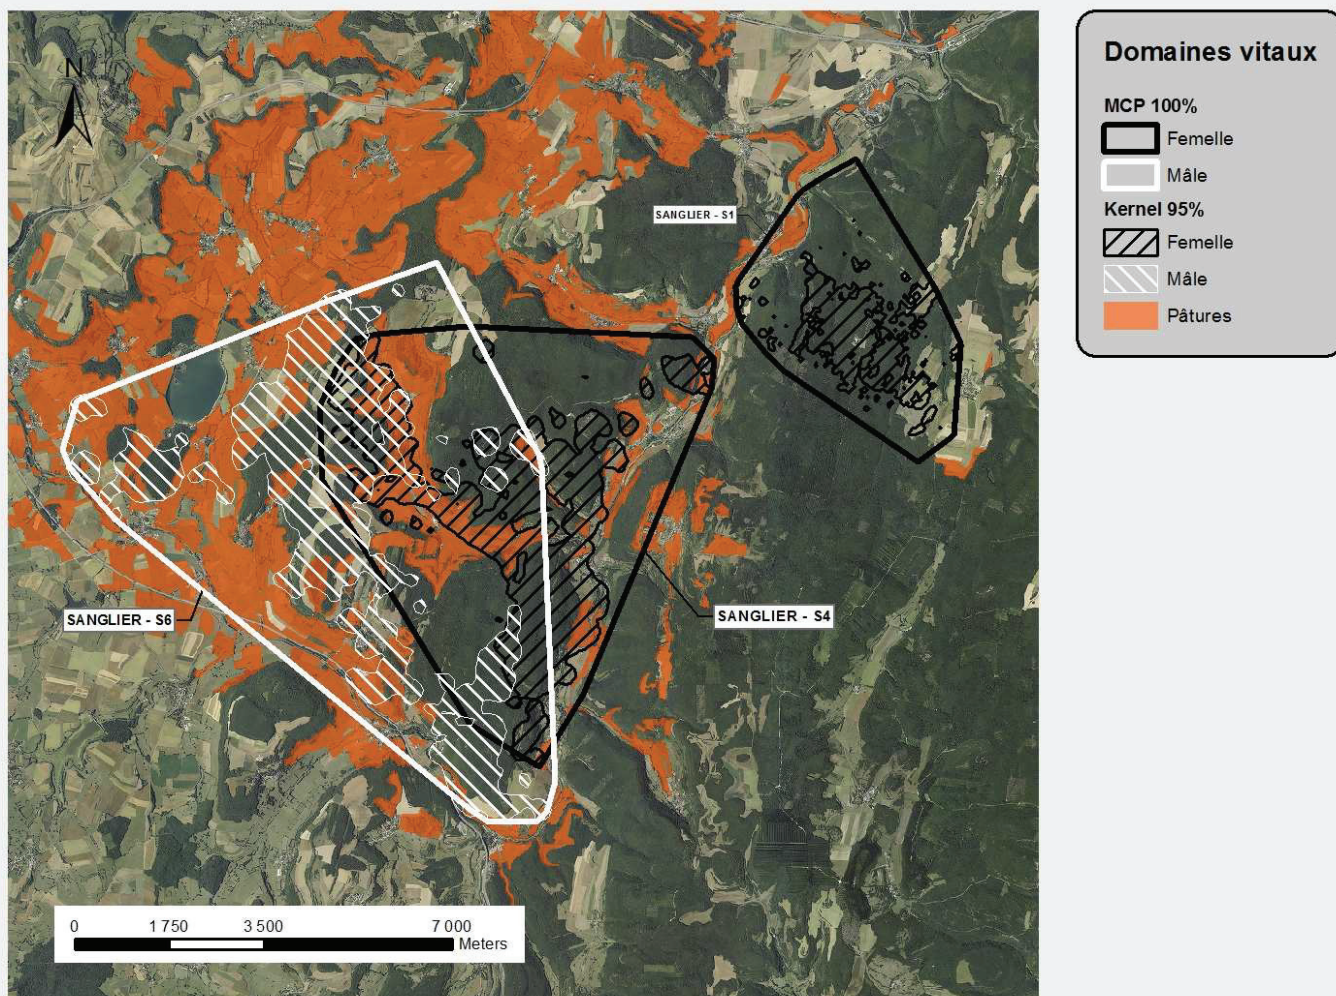 N
SANGLIER - S1
SANGLIER - S6
SANGLIER - S4
0 1 750 3 500 7 000
Meters
Domaines vitaux
MCP 100%
Femelle
Mâle
Kernel 95%
Femelle
Mâle
Pâtures